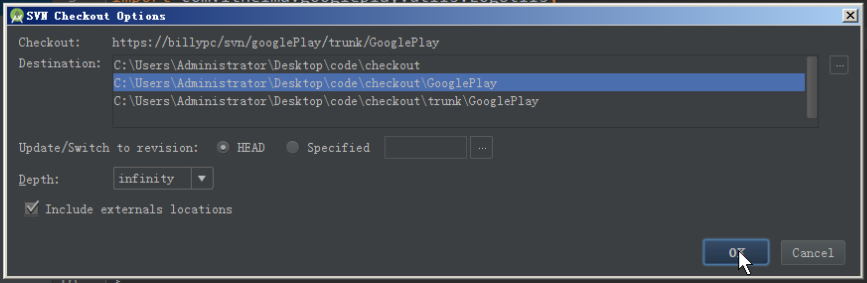 SVN Checkout Options
Checkout: https://billypc/svn/googlePlay/trunk/GooglePlay
Destination: C:\Users\Administrator\Desktop\code\checkout
C:\Users\Administrator\Desktop\code\checkout\GooglePlay
C:\Users\Administrator\Desktop\code\checkout\trunk\GooglePlay
...
Update/Switch to revision: HEAD Specified ...
Depth: infinity
Include externals locations
OK Cancel